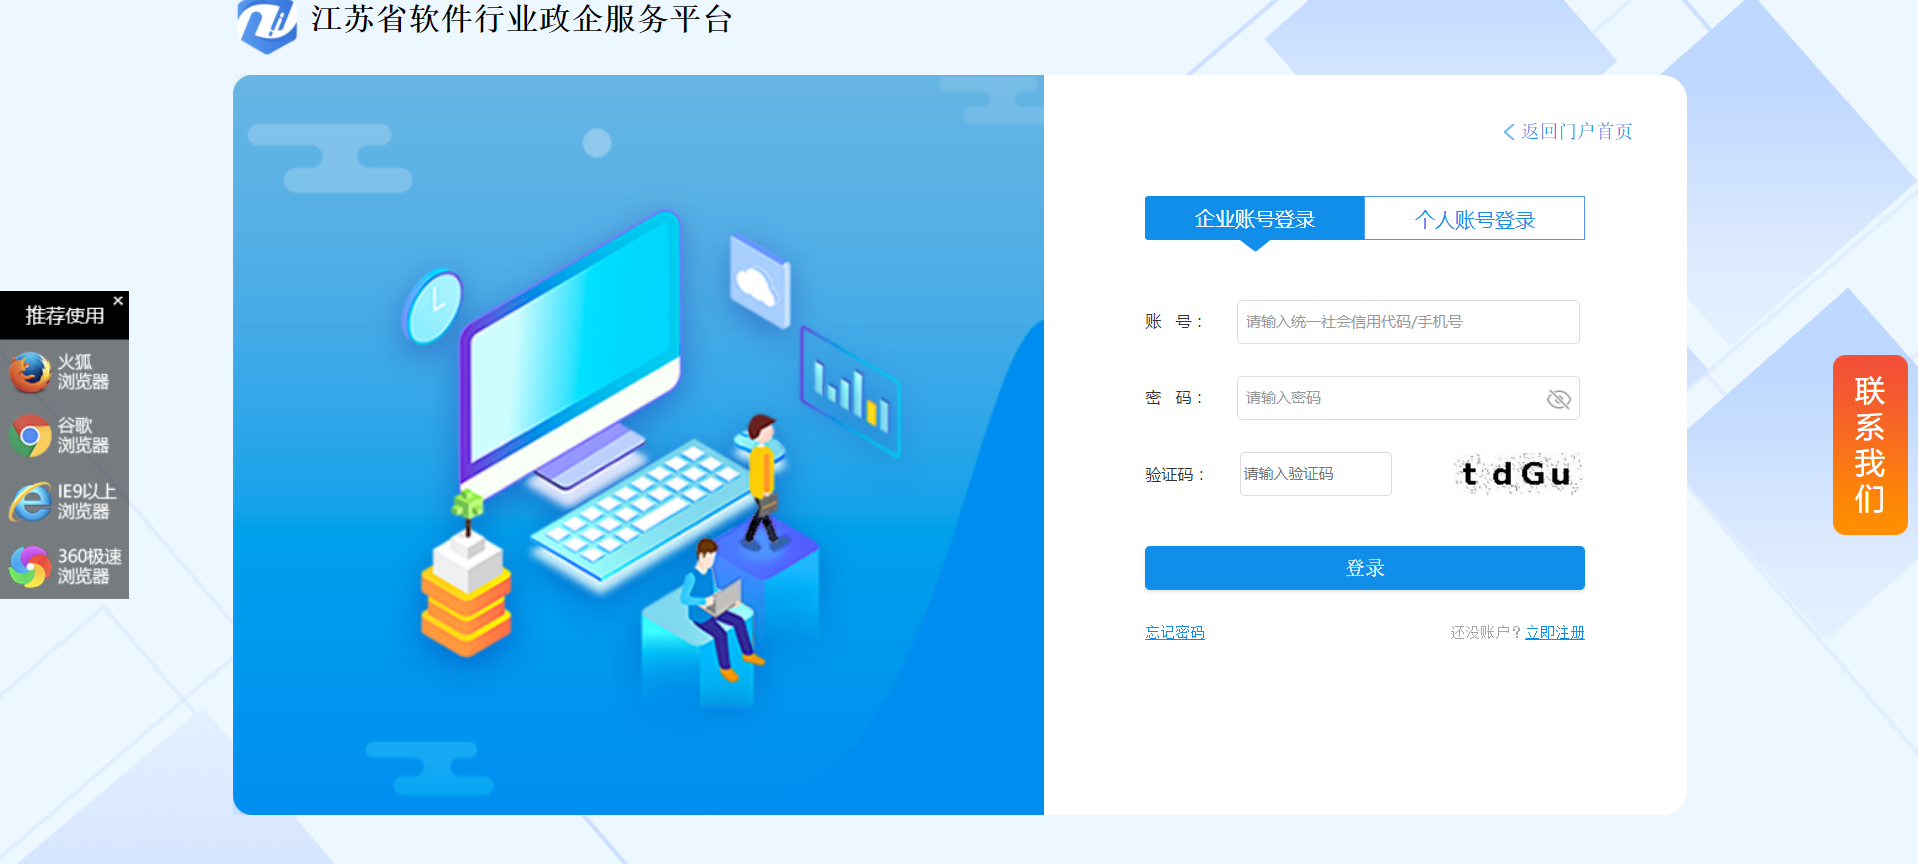 江苏省软件行业政企服务平台
返回门户首页
企业账号登录 个人账号登录
账 号： 请输入统一社会信用代码/手机号
密 码： 请输入密码
验证码： 请输入验证码 tdGu
登录
忘记密码 还没账户？立即注册
推荐使用 ×
火狐
浏览器
谷歌
浏览器
IE9以上
浏览器
360极速
浏览器
联
系
我
们